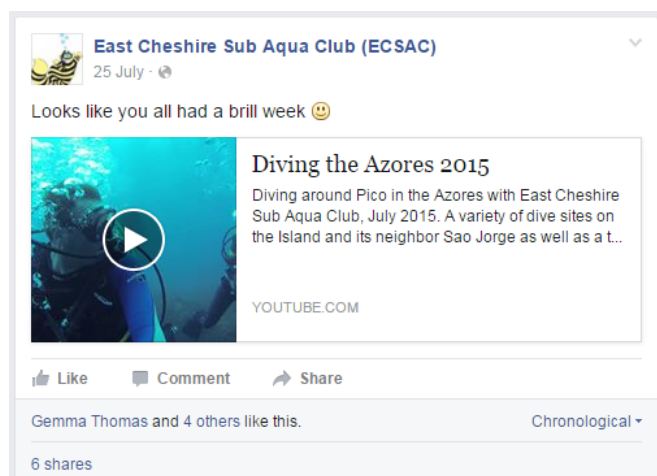 East Cheshire Sub Aqua Club (ECSAC)
25 July ·
Looks like you all had a brill week
Diving the Azores 2015
Diving around Pico in the Azores with East Cheshire
Sub Aqua Club, July 2015. A variety of dive sites on
the Island and its neighbor Sao Jorge as well as a t...
YOUTUBE.COM
Like Comment Share
Gemma Thomas and 4 others like this. Chronological
6 shares